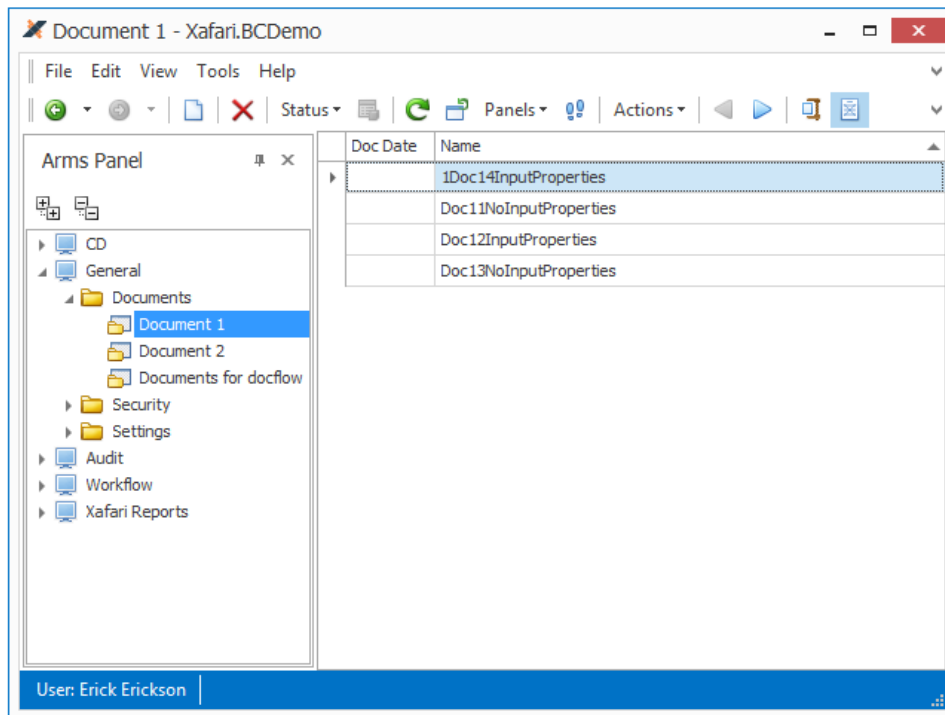 Document 1 - Xafari.BCDemo
File Edit View Tools Help
Status Panels Actions
Arms Panel
Doc Date Name
1Doc14InputProperties
Doc11NoInputProperties
Doc12InputProperties
Doc13NoInputProperties
CD
General
Documents
Document 1
Document 2
Documents for docflow
Security
Settings
Audit
Workflow
Xafari Reports
User: Erick Erickson